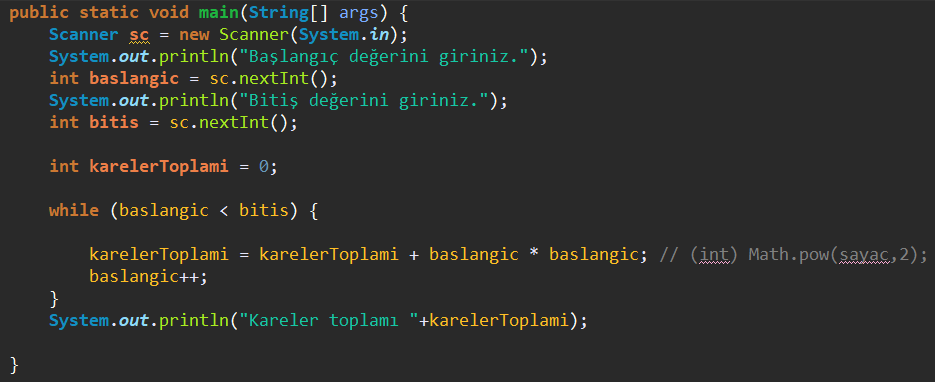 public static void main(String[] args) {
Scanner sc = new Scanner(System.in);
System.out.println("Başlangıç değerini giriniz.");
int baslangic = sc.nextInt();
System.out.println("Bitiş değerini giriniz.");
int bitis = sc.nextInt();
int karelerToplami = 0;
while (baslangic < bitis) {
karelerToplami = karelerToplami + baslangic * baslangic; // (int) Math.pow(sayac,2);
baslangic++;
}
System.out.println("Kareler toplamı "+karelerToplami);
}